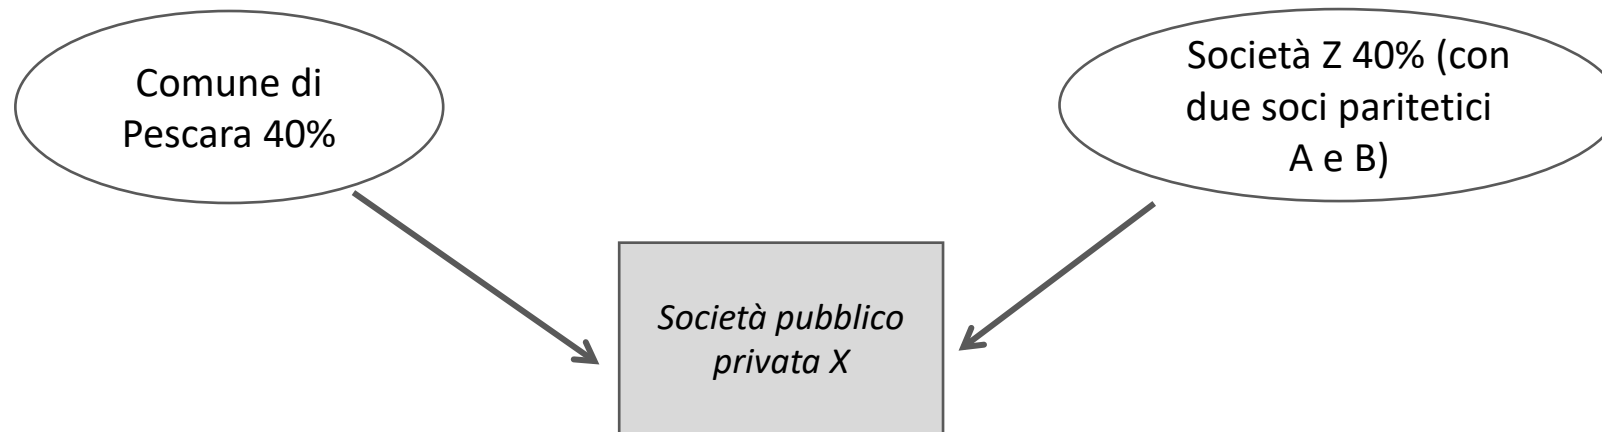 Comune di
Pescara 40%
Società Z 40% (con
due soci paritetici
A e B)
Società pubblico
privata X